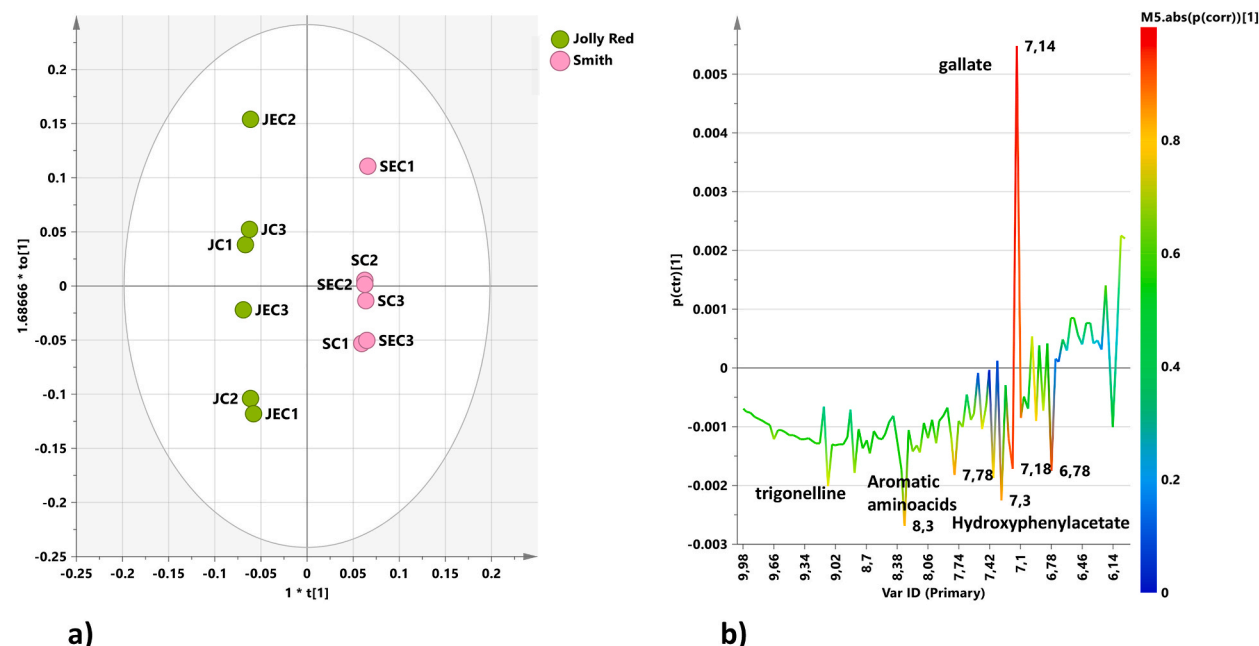 Jolly Red
Smith
0.2
0.15
0.1
0.05
0
-0.05
-0.1
-0.15
-0.2
-0.25
1.68666 * to[1]
JEC2
SEC1
JC3
JC1
SC2
SEC2
SC3
JEC3
SC1
SEC3
JC2
JEC1
-0.25
-0.2
-0.15
-0.1
-0.05
0
0.05
0.1
0.15
0.2
1 * t[1]
a)
M5.abs(p(corr))[1]
0.005
0.004
0.003
0.002
0.001
0
-0.001
-0.002
-0.003
p(ctr)[1]
gallate
7,14
trigonelline
Aromatic
aminoacids
8,3
7,78
7,3
7,18
6,78
Hydroxyphenylacetate
9,98
9,66
9,34
9,02
8,7
8,38
8,06
7,74
7,42
7,1
6,78
6,46
6,14
Var ID (Primary)
0.8
0.6
0.4
0.2
0
b)